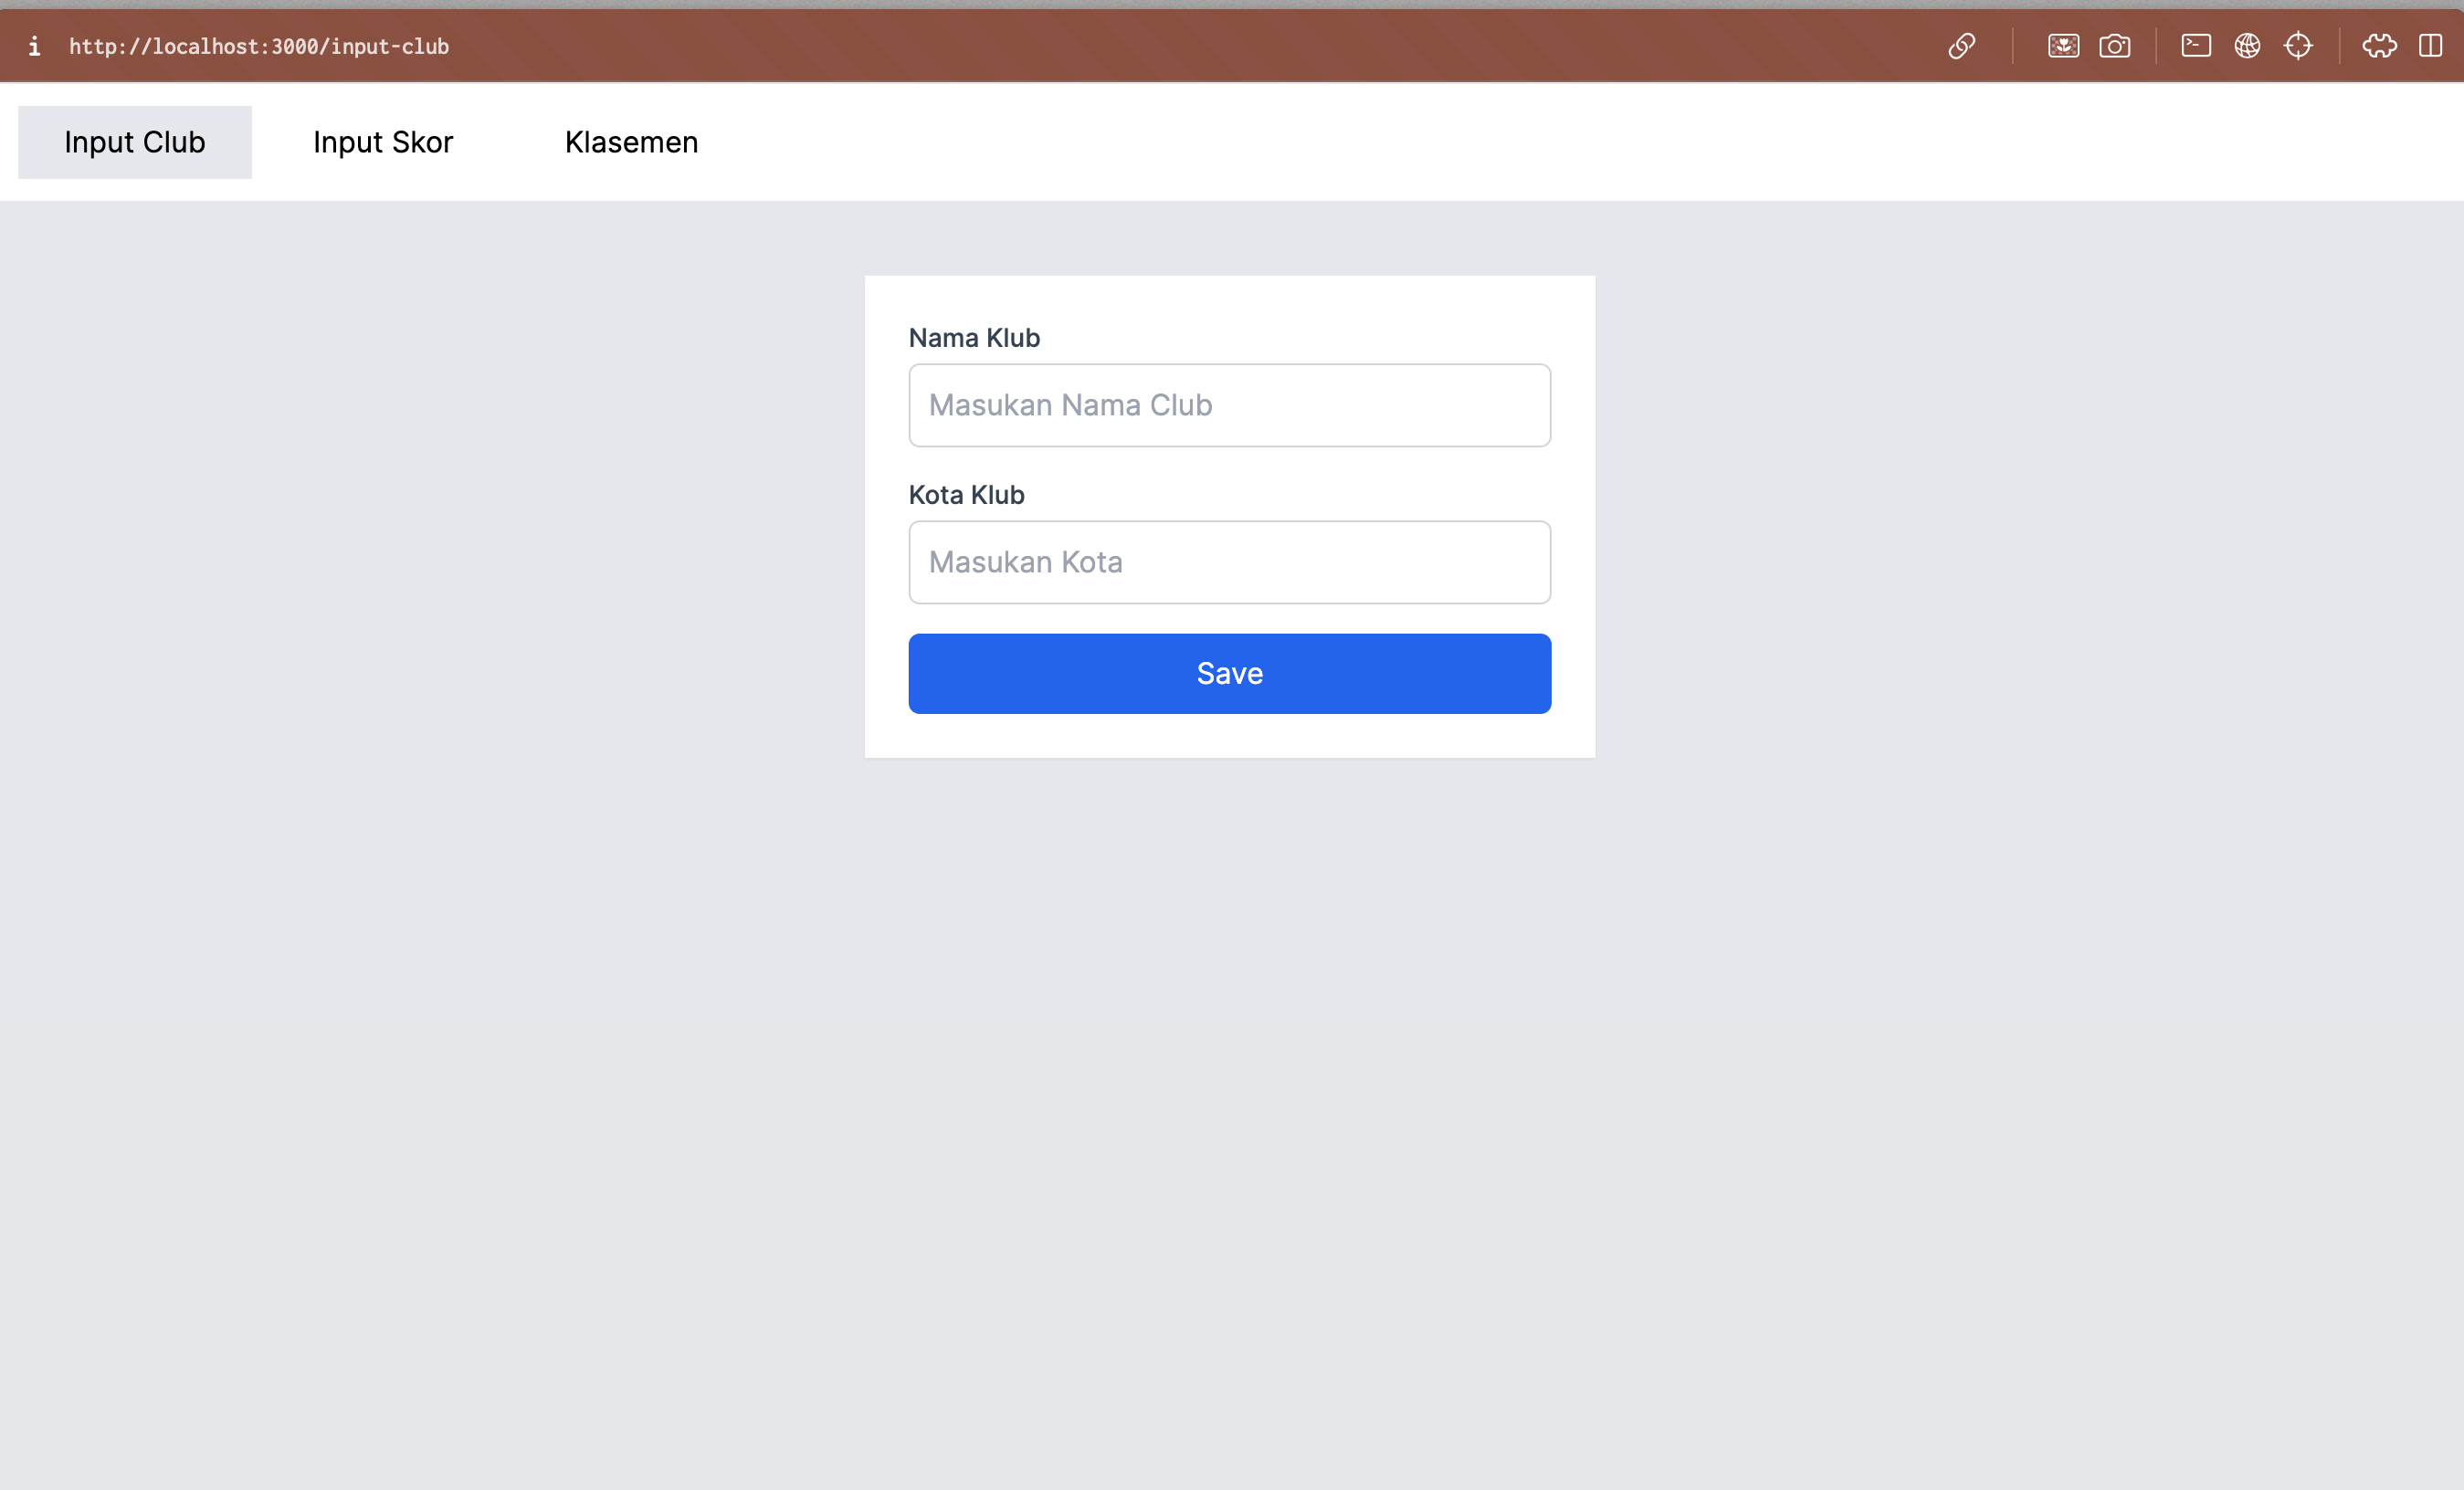 http://localhost:3000/input-club
Input Club Input Skor Klasemen
Nama Klub
Masukan Nama Club
Kota Klub
Masukan Kota
Save